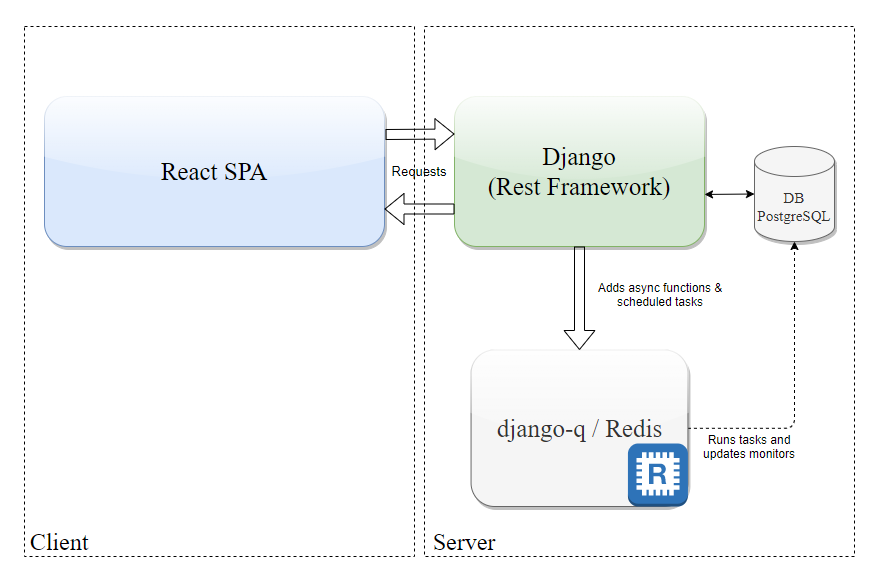 React SPA
Requests
Django
(Rest Framework)
DB
PostgreSQL
Adds async functions &
scheduled tasks
django-q / Redis
R
Runs tasks and
updates monitors
Client
Server